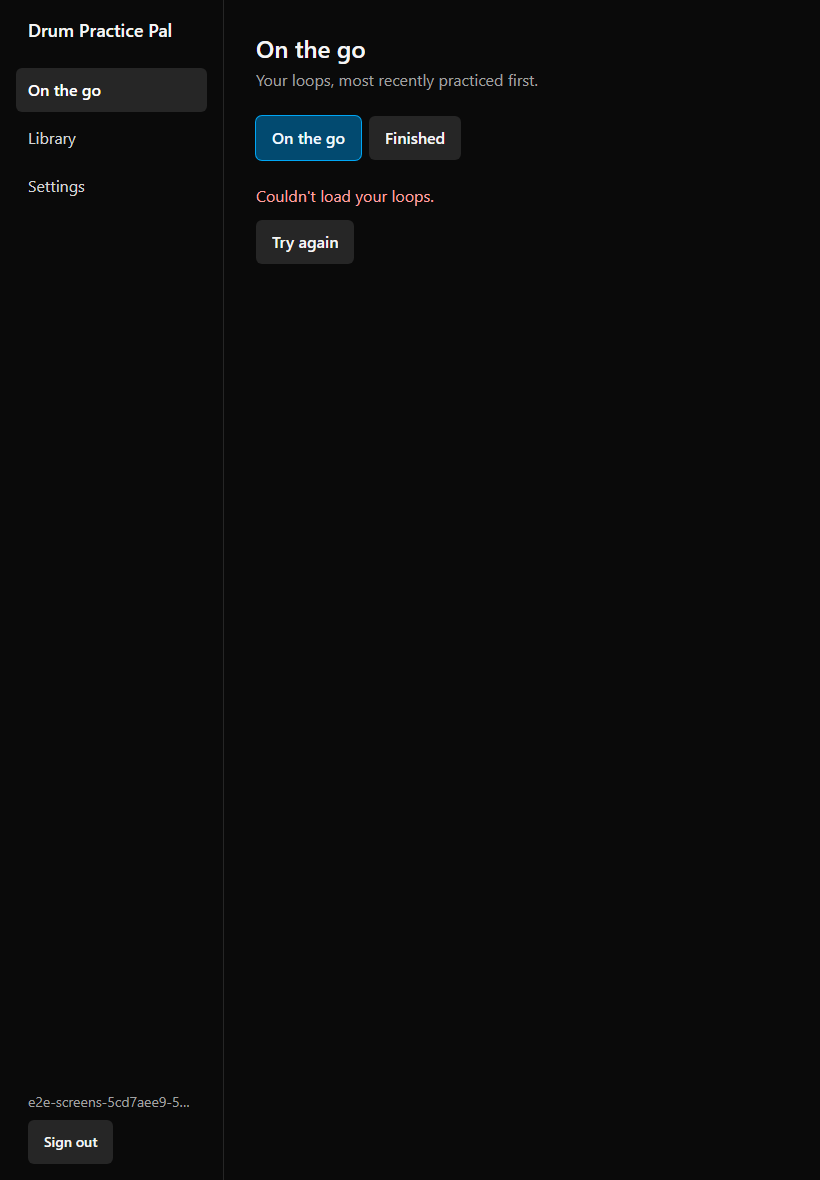 Drum Practice Pal
On the go
Library
Settings
On the go
Your loops, most recently practiced first.
On the go
Finished
Couldn't load your loops.
Try again
e2e-screens-5cd7aee9-5...
Sign out